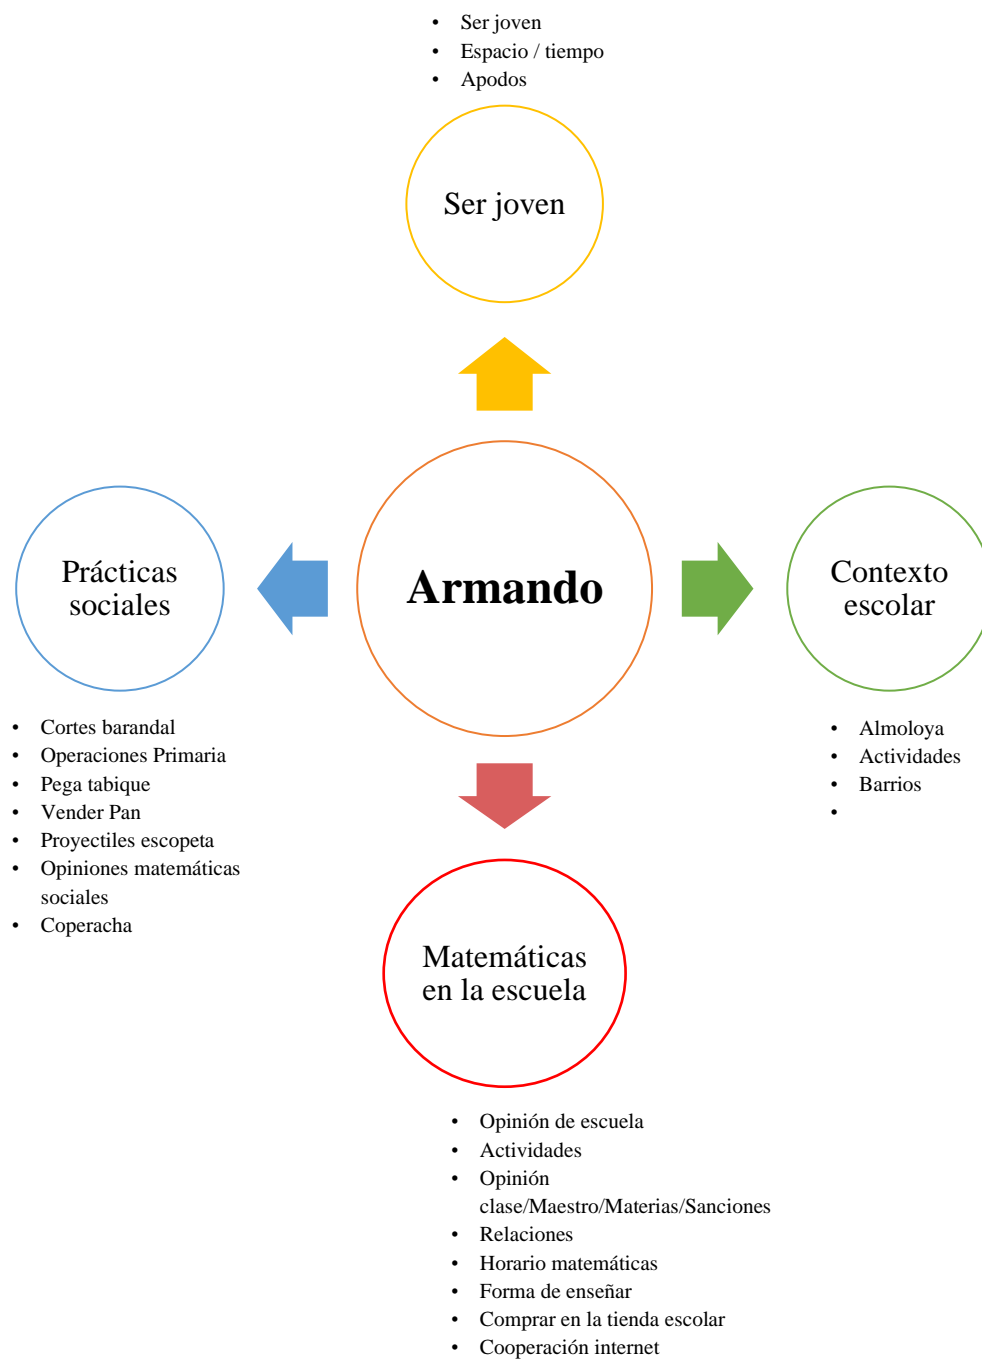 • Ser joven
• Espacio / tiempo
• Apodos
Ser joven
Armando
Prácticas
sociales
• Cortes barandal
• Operaciones Primaria
• Pega tabique
• Vender Pan
• Proyectiles escopeta
• Opiniones matemáticas
sociales
• Coperacha
Contexto
escolar
• Almoloya
• Actividades
• Barrios
•
Matemáticas
en la escuela
• Opinión de escuela
• Actividades
• Opinión
clase/Maestro/Materias/Sanciones
• Relaciones
• Horario matemáticas
• Forma de enseñar
• Comprar en la tienda escolar
• Cooperación internet